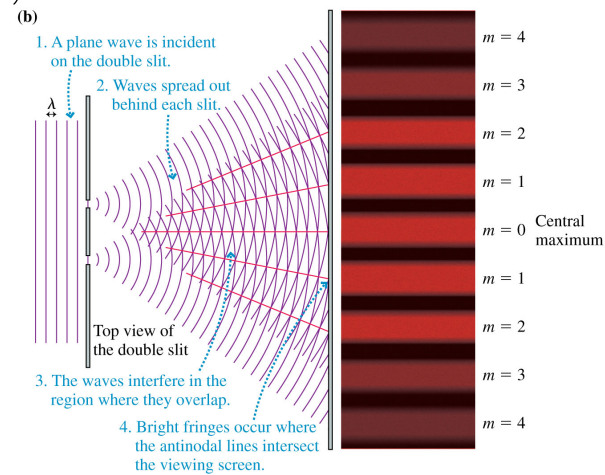 (b)
1. A plane wave is incident
on the double slit.
2. Waves spread out
behind each slit.
λ
Top view of
the double slit
3. The waves interfere in the
region where they overlap.
4. Bright fringes occur where
the antinodal lines intersect
the viewing screen.
m = 4
m = 3
m = 2
m = 1
m = 0 Central
maximum
m = 1
m = 2
m = 3
m = 4